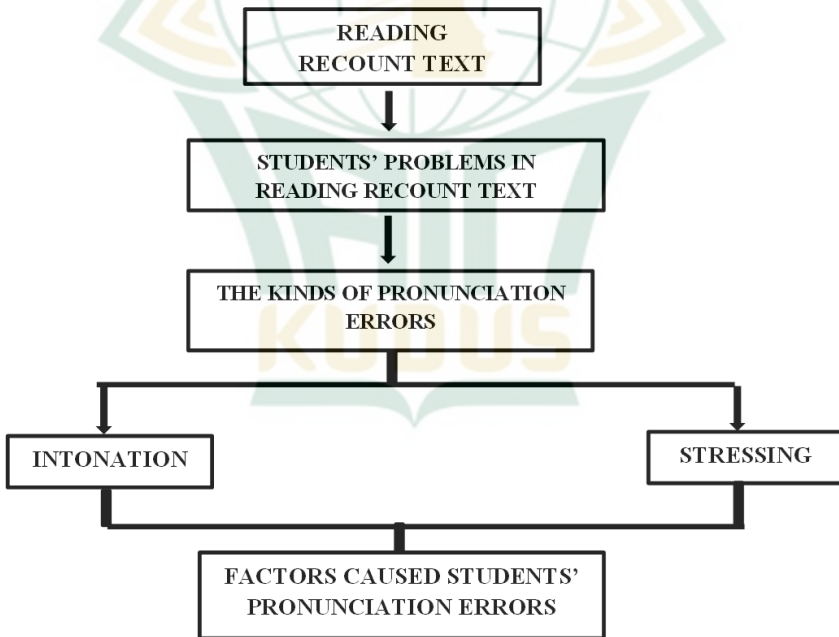 READING
RECOUNT TEXT
STUDENTS’ PROBLEMS IN
READING RECOUNT TEXT
THE KINDS OF PRONUNCIATION
ERRORS
KUDUS
INTONATION
STRESSING
FACTORS CAUSED STUDENTS’
PRONUNCIATION ERRORS